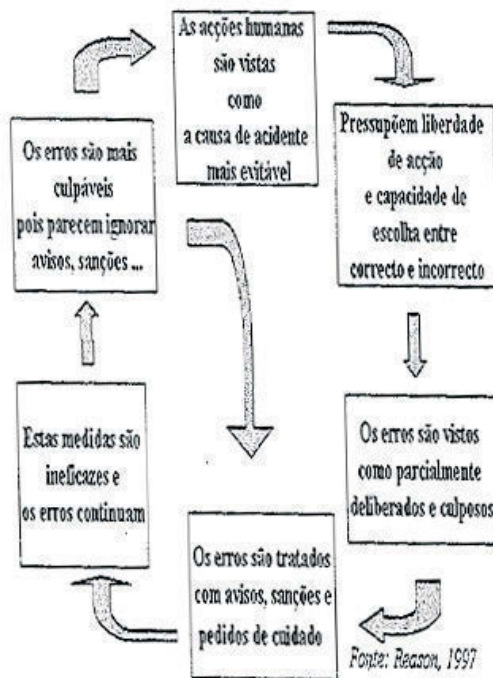 As acções humanas
são vistas
como
a causa de acidente
mais evitável
Pressupõem liberdade
de acção
e capacidade de
escolha entre
correcto e incorrecto
Os erros são vistos
como parcialmente
deliberados e culposos
Os erros são tratados
com avisos, sanções e
pedidos de cuidado
Estas medidas são
ineficazes e
os erros continuam
Os erros são mais
culpáveis
pois parecem ignorar
avisos, sanções ...
Fonte: Reason, 1997